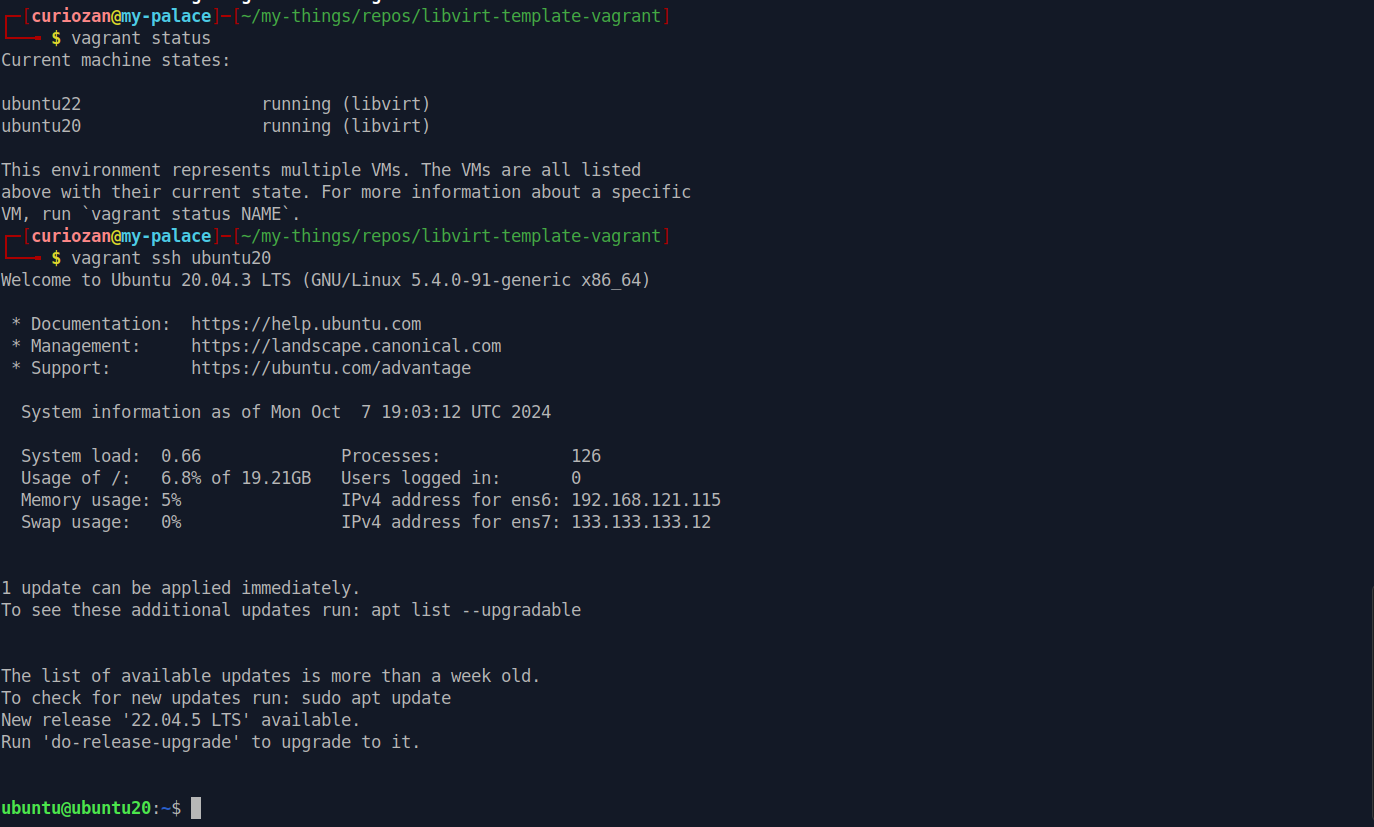 ┌─[curiozan@my-palace]─[~/my-things/repos/libvirt-template-vagrant]
└──╼ $ vagrant status
Current machine states:
ubuntu22                  running (libvirt)
ubuntu20                  running (libvirt)
This environment represents multiple VMs. The VMs are all listed
above with their current state. For more information about a specific
VM, run `vagrant status NAME`.
┌─[curiozan@my-palace]─[~/my-things/repos/libvirt-template-vagrant]
└──╼ $ vagrant ssh ubuntu20
Welcome to Ubuntu 20.04.3 LTS (GNU/Linux 5.4.0-91-generic x86_64)
 * Documentation:  https://help.ubuntu.com
 * Management:     https://landscape.canonical.com
 * Support:        https://ubuntu.com/advantage
  System information as of Mon Oct  7 19:03:12 UTC 2024
  System load:  0.66              Processes:             126
  Usage of /:   6.8% of 19.21GB   Users logged in:       0
  Memory usage: 5%                IPv4 address for ens6: 192.168.121.115
  Swap usage:   0%                IPv4 address for ens7: 133.133.133.12
1 update can be applied immediately.
To see these additional updates run: apt list --upgradable
The list of available updates is more than a week old.
To check for new updates run: sudo apt update
New release '22.04.5 LTS' available.
Run 'do-release-upgrade' to upgrade to it.
ubuntu@ubuntu20:~$